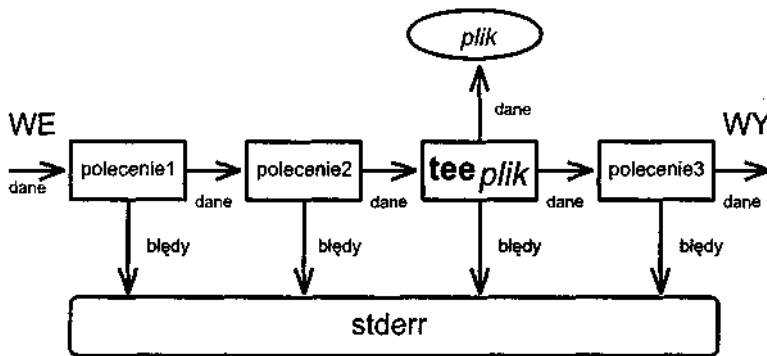 plik
dane
WE
WY
polecenie1
polecenie2
tee plik
polecenie3
dane
dane
dane
dane
dane
błędy
błędy
błędy
błędy
stderr